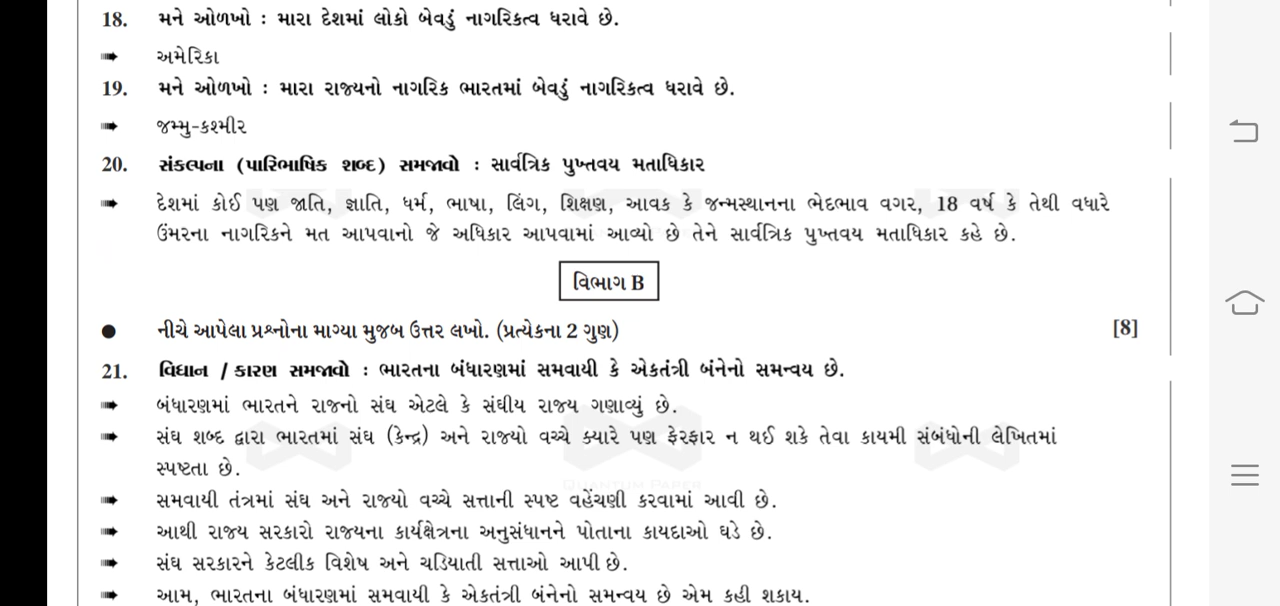 18. મને ઓળખો : મારા દેશમાં લોકો બેવડું નાગરિકત્વ ધરાવે છે.
➠ અમેરિકા
19. મને ઓળખો : મારા રાજ્યનો નાગરિક ભારતમાં બેવડું નાગરિકત્વ ધરાવે છે.
➠ જમ્મુ-કશ્મીર
20. સંકલ્પના (પારિભાષિક શબ્દ) સમજાવો : સાર્વત્રિક પુખ્તવય મતાધિકાર
➠ દેશમાં કોઈ પણ જાતિ, જ્ઞાતિ, ધર્મ, ભાષા, લિંગ, શિક્ષણ, આવક કે જન્મસ્થાનના ભેદભાવ વગર, 18 વર્ષ કે તેથી વધારે
ઉંમરના નાગરિકને મત આપવાનો જે અધિકાર આપવામાં આવ્યો છે તેને સાર્વત્રિક પુખ્તવય મતાધિકાર કહે છે.
વિભાગ B
● નીચે આપેલા પ્રશ્નોના માગ્યા મુજબ ઉત્તર લખો. (પ્રત્યેકના 2 ગુણ) [8]
21. વિધાન / કારણ સમજાવો : ભારતના બંધારણમાં સમવાયી કે એકતંત્રી બંનેનો સમન્વય છે.
➠ બંધારણમાં ભારતને રાજનો સંઘ એટલે કે સંઘીય રાજ્ય ગણાવ્યું છે.
➠ સંઘ શબ્દ દ્વારા ભારતમાં સંઘ (કેન્દ્ર) અને રાજ્યો વચ્ચે ક્યારે પણ ફેરફાર ન થઈ શકે તેવા કાયમી સંબંધોની લેખિતમાં
સ્પષ્ટતા છે.
QUANTUM PAPER
➠ સમવાયી તંત્રમાં સંઘ અને રાજ્યો વચ્ચે સત્તાની સ્પષ્ટ વહેંચણી કરવામાં આવી છે.
➠ આથી રાજ્ય સરકારો રાજ્યના કાર્યક્ષેત્રના અનુસંધાનને પોતાના કાયદાઓ ઘડે છે.
➠ સંઘ સરકારને કેટલીક વિશેષ અને ચડિયાતી સત્તાઓ આપી છે.
➠ આમ, ભારતના બંધારણમાં સમવાયી કે એકતંત્રી બંનેનો સમન્વય છે એમ કહી શકાય.